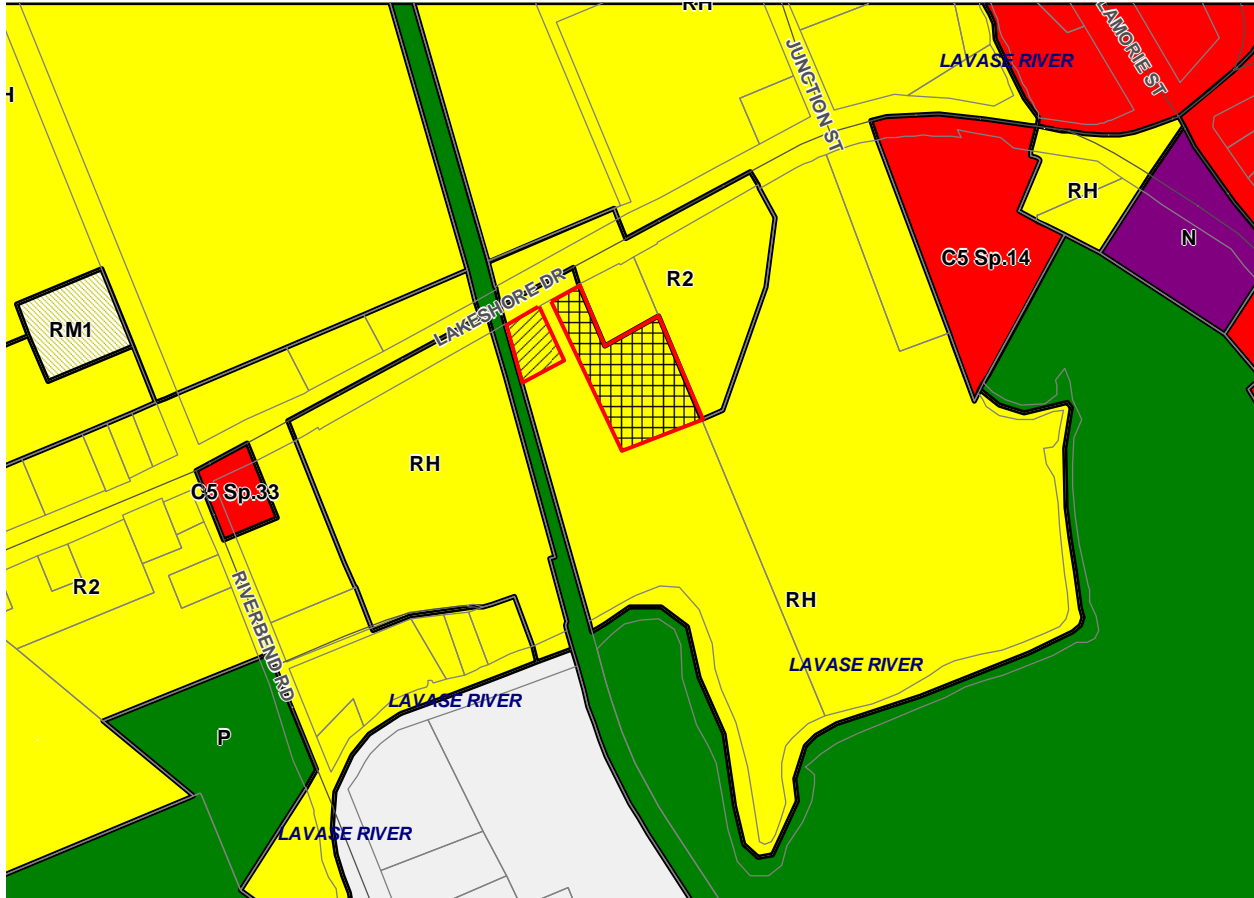 RH
LAVASE RIVER
LAMORIE ST
JUNCTION ST
H
RH
N
C5 Sp.14
R2
LAKESHORE DR
RM1
RH
C5 Sp.33
R2
RIVERBEND RD
RH
LAVASE RIVER
LAVASE RIVER
P
LAVASE RIVER